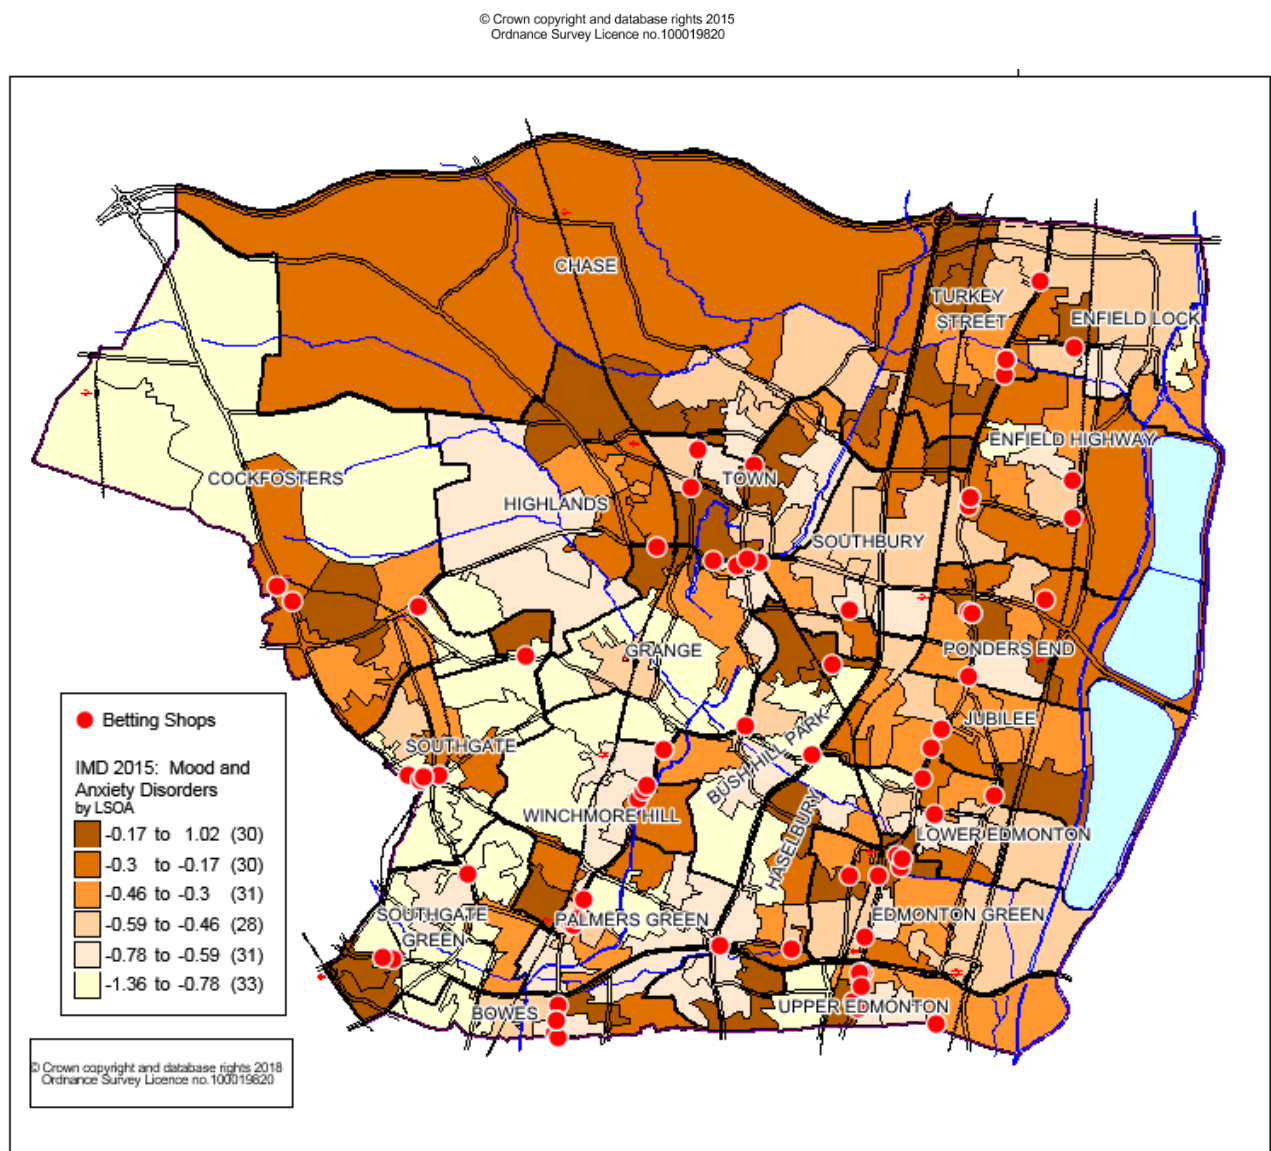 © Crown copyright and database rights 2015
Ordnance Survey Licence no.100019820
CHASE
TURKEY
STREET
ENFIELD LOCK
ENFIELD HIGHWAY
COCKFOSTERS
HIGHLANDS
TOWN
SOUTHBURY
GRANGE
PONDERS END
JUBILEE
SOUTHGATE
BUSH HILL PARK
WINCHMORE HILL
HASELBURY
LOWER EDMONTON
SOUTHGATE
GREEN
PALMERS GREEN
EDMONTON GREEN
BOWES
UPPER EDMONTON
Betting Shops
IMD 2015: Mood and
Anxiety Disorders
by LSOA
-0.17 to 1.02 (30)
-0.3 to -0.17 (30)
-0.46 to -0.3 (31)
-0.59 to -0.46 (28)
-0.78 to -0.59 (31)
-1.36 to -0.78 (33)
© Crown copyright and database rights 2018
Ordnance Survey Licence no.100019820